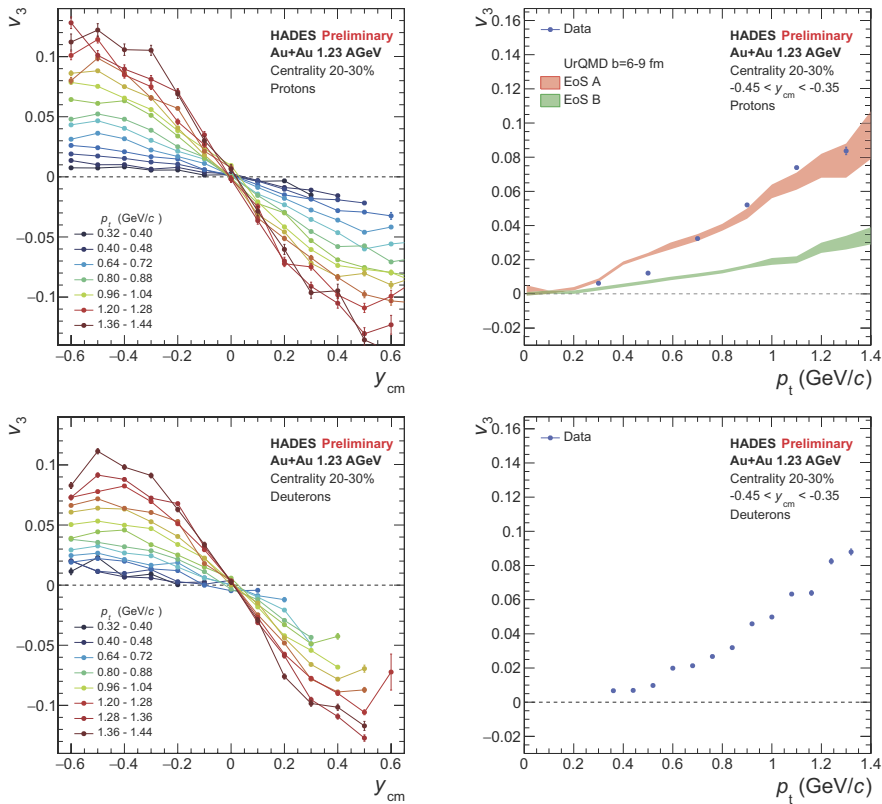 v3
HADES Preliminary
Au+Au 1.23 AGeV
Centrality 20-30%
Protons
0.1
0.05
0
−0.05
−0.1
pt (GeV/c)
0.32 - 0.40
0.40 - 0.48
0.64 - 0.72
0.80 - 0.88
0.96 - 1.04
1.20 - 1.28
1.36 - 1.44
−0.6 −0.4 −0.2 0 0.2 0.4 0.6
ycm
v3
0.16
0.14
0.12
0.1
0.08
0.06
0.04
0.02
0
−0.02
Data
UrQMD b=6-9 fm
EoS A
EoS B
HADES Preliminary
Au+Au 1.23 AGeV
Centrality 20-30%
-0.45 < ycm < -0.35
Protons
0 0.2 0.4 0.6 0.8 1 1.2 1.4
pt (GeV/c)
v3
HADES Preliminary
Au+Au 1.23 AGeV
Centrality 20-30%
Deuterons
0.1
0.05
0
−0.05
−0.1
pt (GeV/c)
0.32 - 0.40
0.40 - 0.48
0.64 - 0.72
0.80 - 0.88
0.96 - 1.04
1.20 - 1.28
1.28 - 1.36
1.36 - 1.44
−0.6 −0.4 −0.2 0 0.2 0.4 0.6
ycm
v3
0.16
0.14
0.12
0.1
0.08
0.06
0.04
0.02
0
−0.02
Data
HADES Preliminary
Au+Au 1.23 AGeV
Centrality 20-30%
-0.45 < ycm < -0.35
Deuterons
0 0.2 0.4 0.6 0.8 1 1.2 1.4
pt (GeV/c)